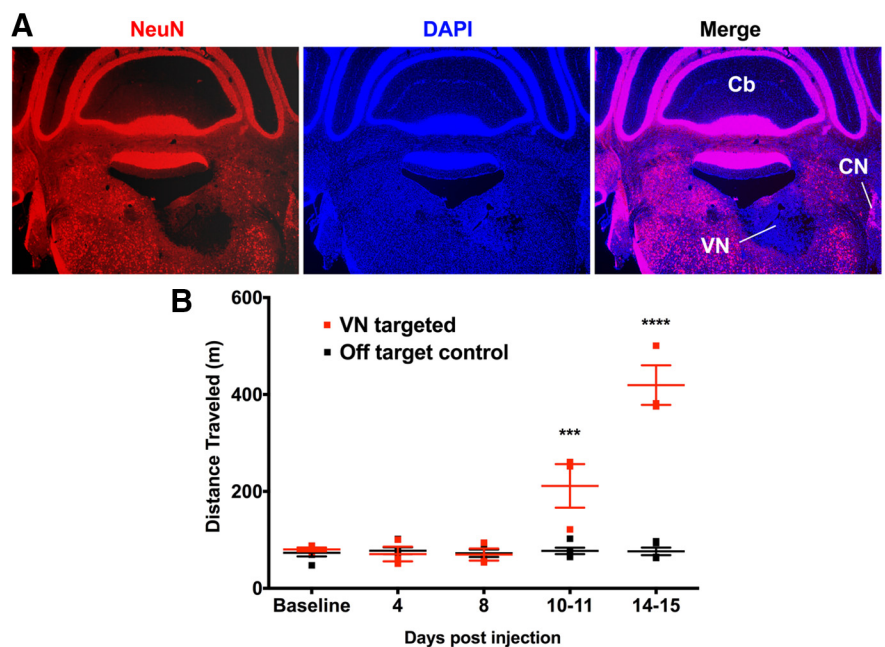 A
NeuN
DAPI
Merge
Cb
CN
VN
B
600
400
200
0
Distance Traveled (m)
VN targeted
Off target control
***
****
Baseline
4
8
10-11
14-15
Days post injection